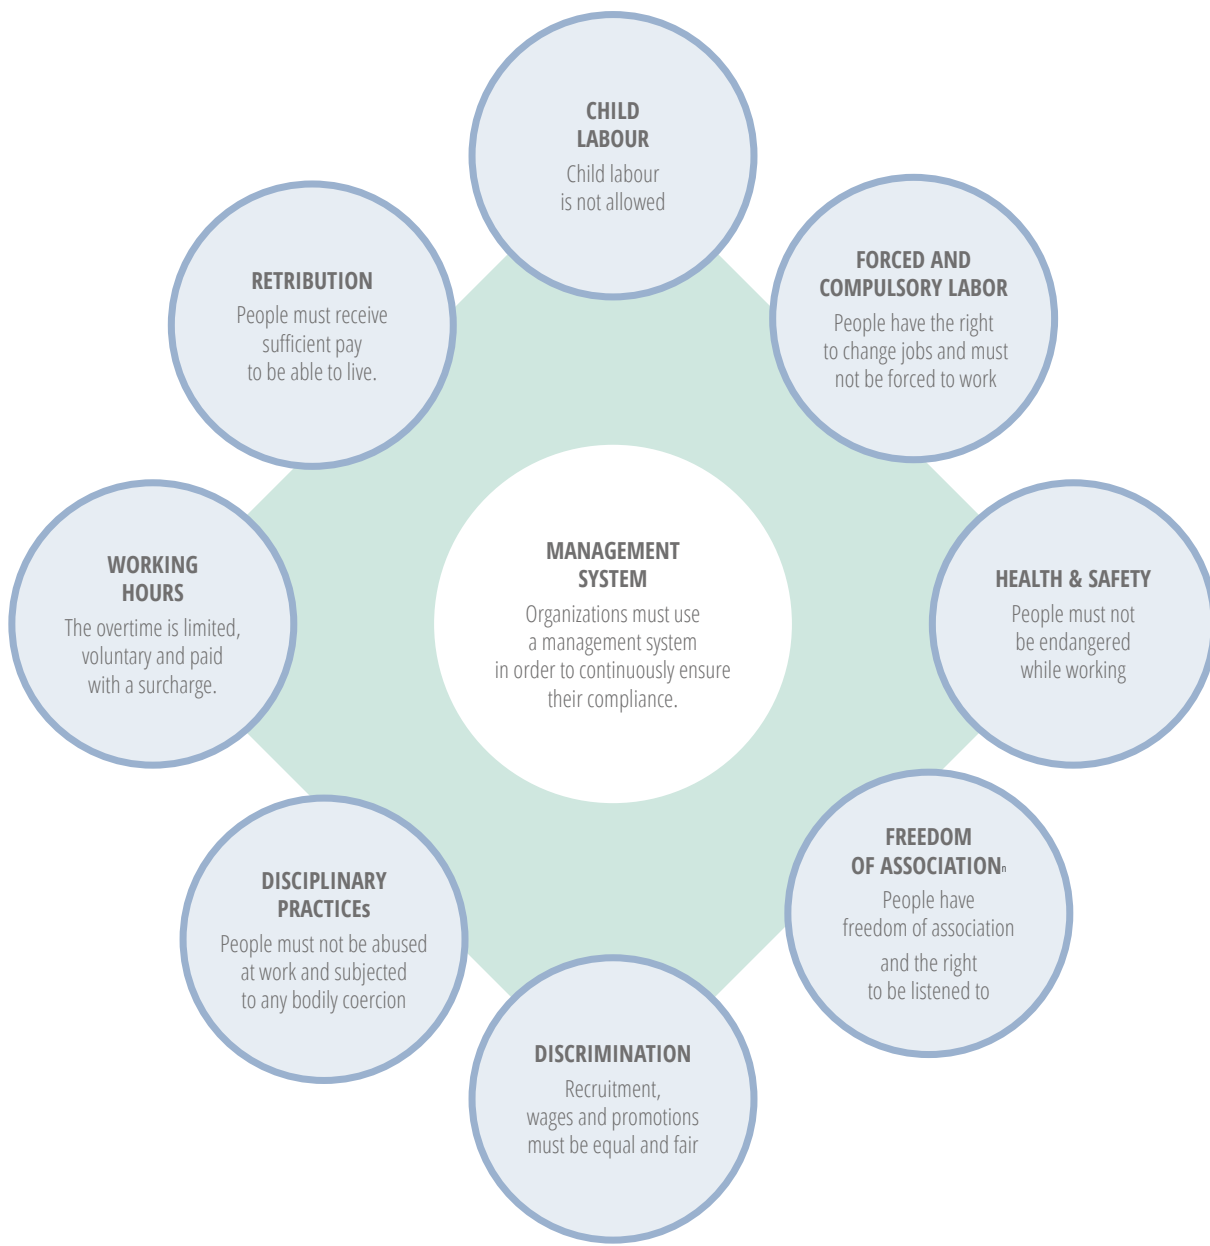 CHILD
LABOUR
Child labour
is not allowed
FORCED AND
COMPULSORY LABOR
People have the right
to change jobs and must
not be forced to work
RETRIBUTION
People must receive
sufficient pay
to be able to live.
MANAGEMENT
SYSTEM
Organizations must use
a management system
in order to continuously ensure
their compliance.
WORKING
HOURS
The overtime is limited,
voluntary and paid
with a surcharge.
HEALTH & SAFETY
People must not
be endangered
while working
FREEDOM
OF ASSOCIATIONn
People have
freedom of association
and the right
to be listened to
DISCIPLINARY
PRACTICEs
People must not be abused
at work and subjected
to any bodily coercion
DISCRIMINATION
Recruitment,
wages and promotions
must be equal and fair